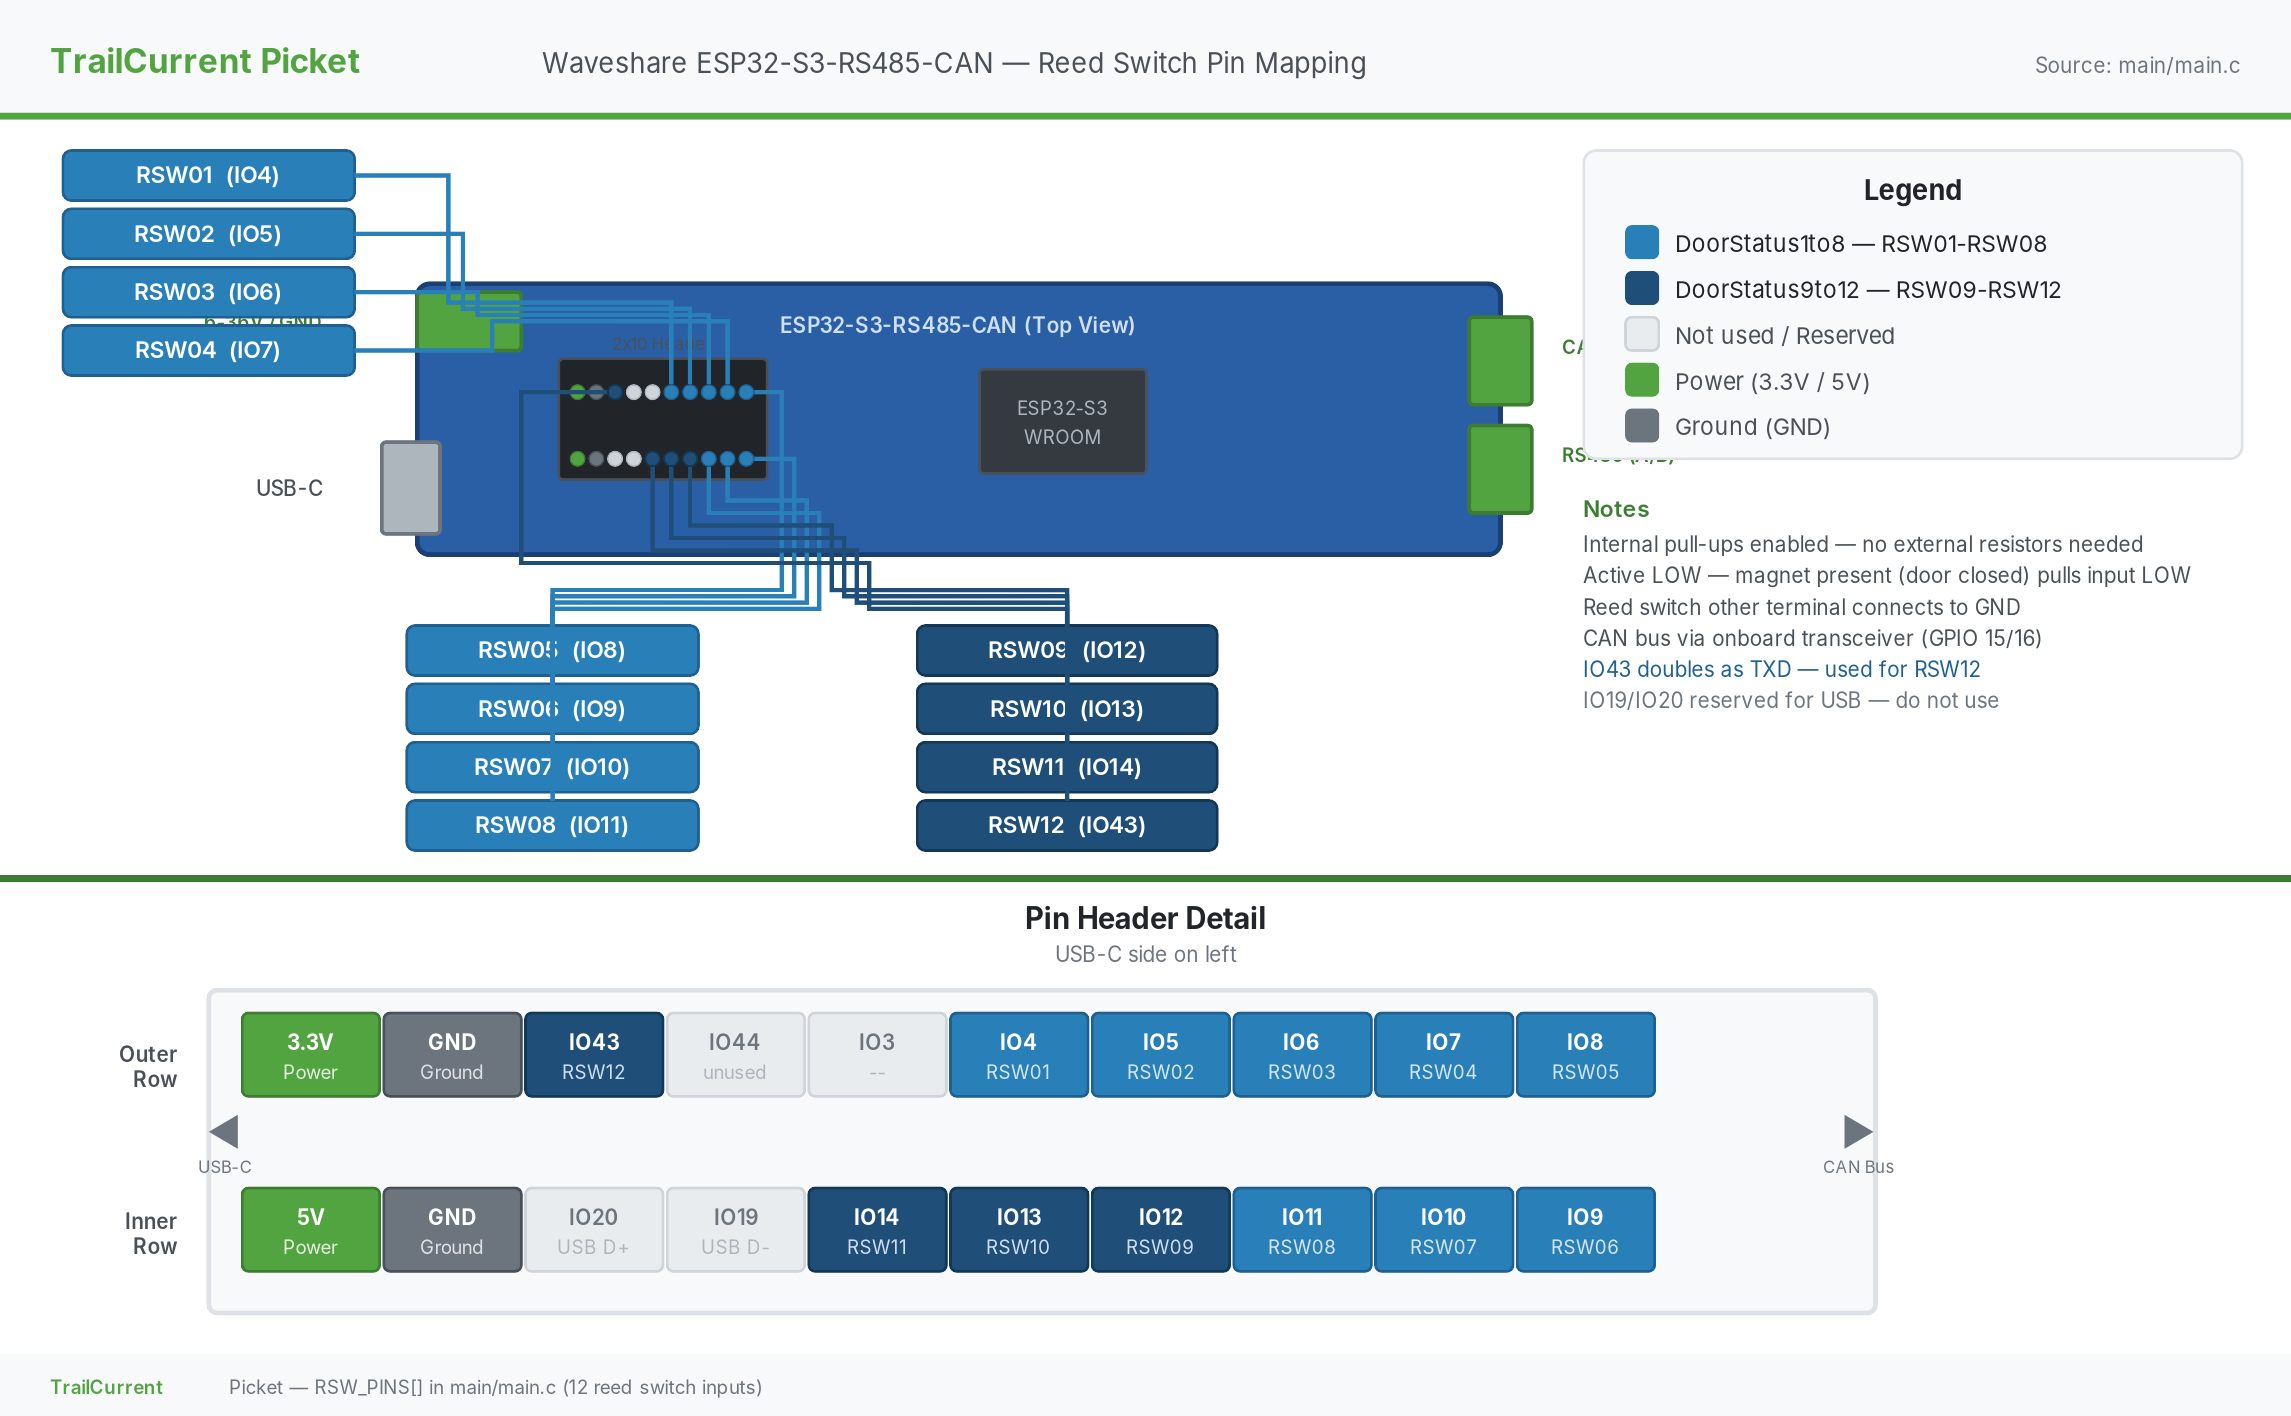 TrailCurrent Picket
Waveshare ESP32-S3-RS485-CAN — Reed Switch Pin Mapping
Source: main/main.c
RSW01 (IO4)
RSW02 (IO5)
RSW03 (IO6)
RSW04 (IO7)
ESP32-S3-RS485-CAN (Top View)
ESP32-S3
WROOM
USB-C
RSW05 (IO8)
RSW06 (IO9)
RSW07 (IO10)
RSW08 (IO11)
RSW09 (IO12)
RSW10 (IO13)
RSW11 (IO14)
RSW12 (IO43)
Legend
DoorStatus1to8 — RSW01-RSW08
DoorStatus9to12 — RSW09-RSW12
Not used / Reserved
Power (3.3V / 5V)
Ground (GND)
Notes
Internal pull-ups enabled — no external resistors needed
Active LOW — magnet present (door closed) pulls input LOW
Reed switch other terminal connects to GND
CAN bus via onboard transceiver (GPIO 15/16)
IO43 doubles as TXD — used for RSW12
IO19/IO20 reserved for USB — do not use
Pin Header Detail
USB-C side on left
Outer
Row
3.3V
Power
GND
Ground
IO43
RSW12
IO44
unused
IO3
--
IO4
RSW01
IO5
RSW02
IO6
RSW03
IO7
RSW04
IO8
RSW05
USB-C
CAN Bus
Inner
Row
5V
Power
GND
Ground
IO20
USB D+
IO19
USB D-
IO14
RSW11
IO13
RSW10
IO12
RSW09
IO11
RSW08
IO10
RSW07
IO9
RSW06
TrailCurrent
Picket — RSW_PINS[] in main/main.c (12 reed switch inputs)